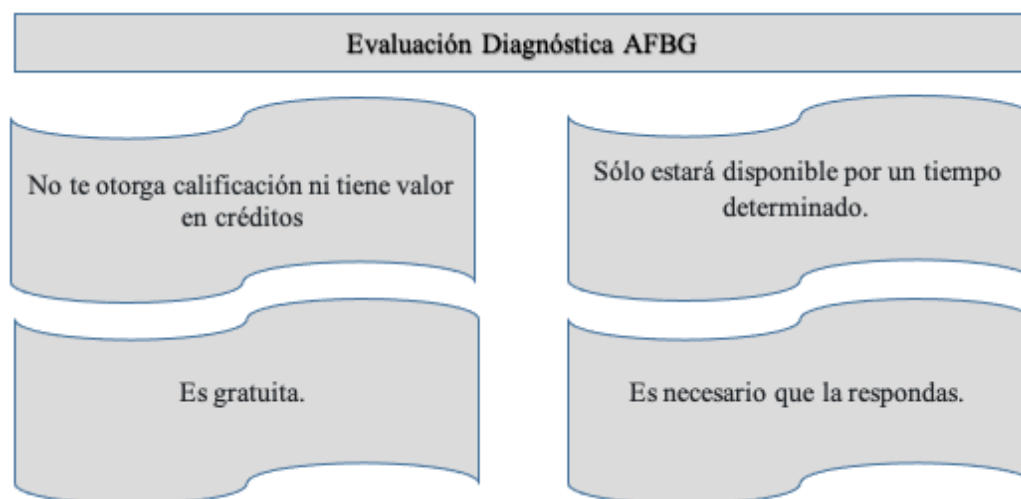 Evaluación Diagnóstica AFBG
No te otorga calificación ni tiene valor
en créditos
Sólo estará disponible por un tiempo
determinado.
Es gratuita.
Es necesario que la respondas.